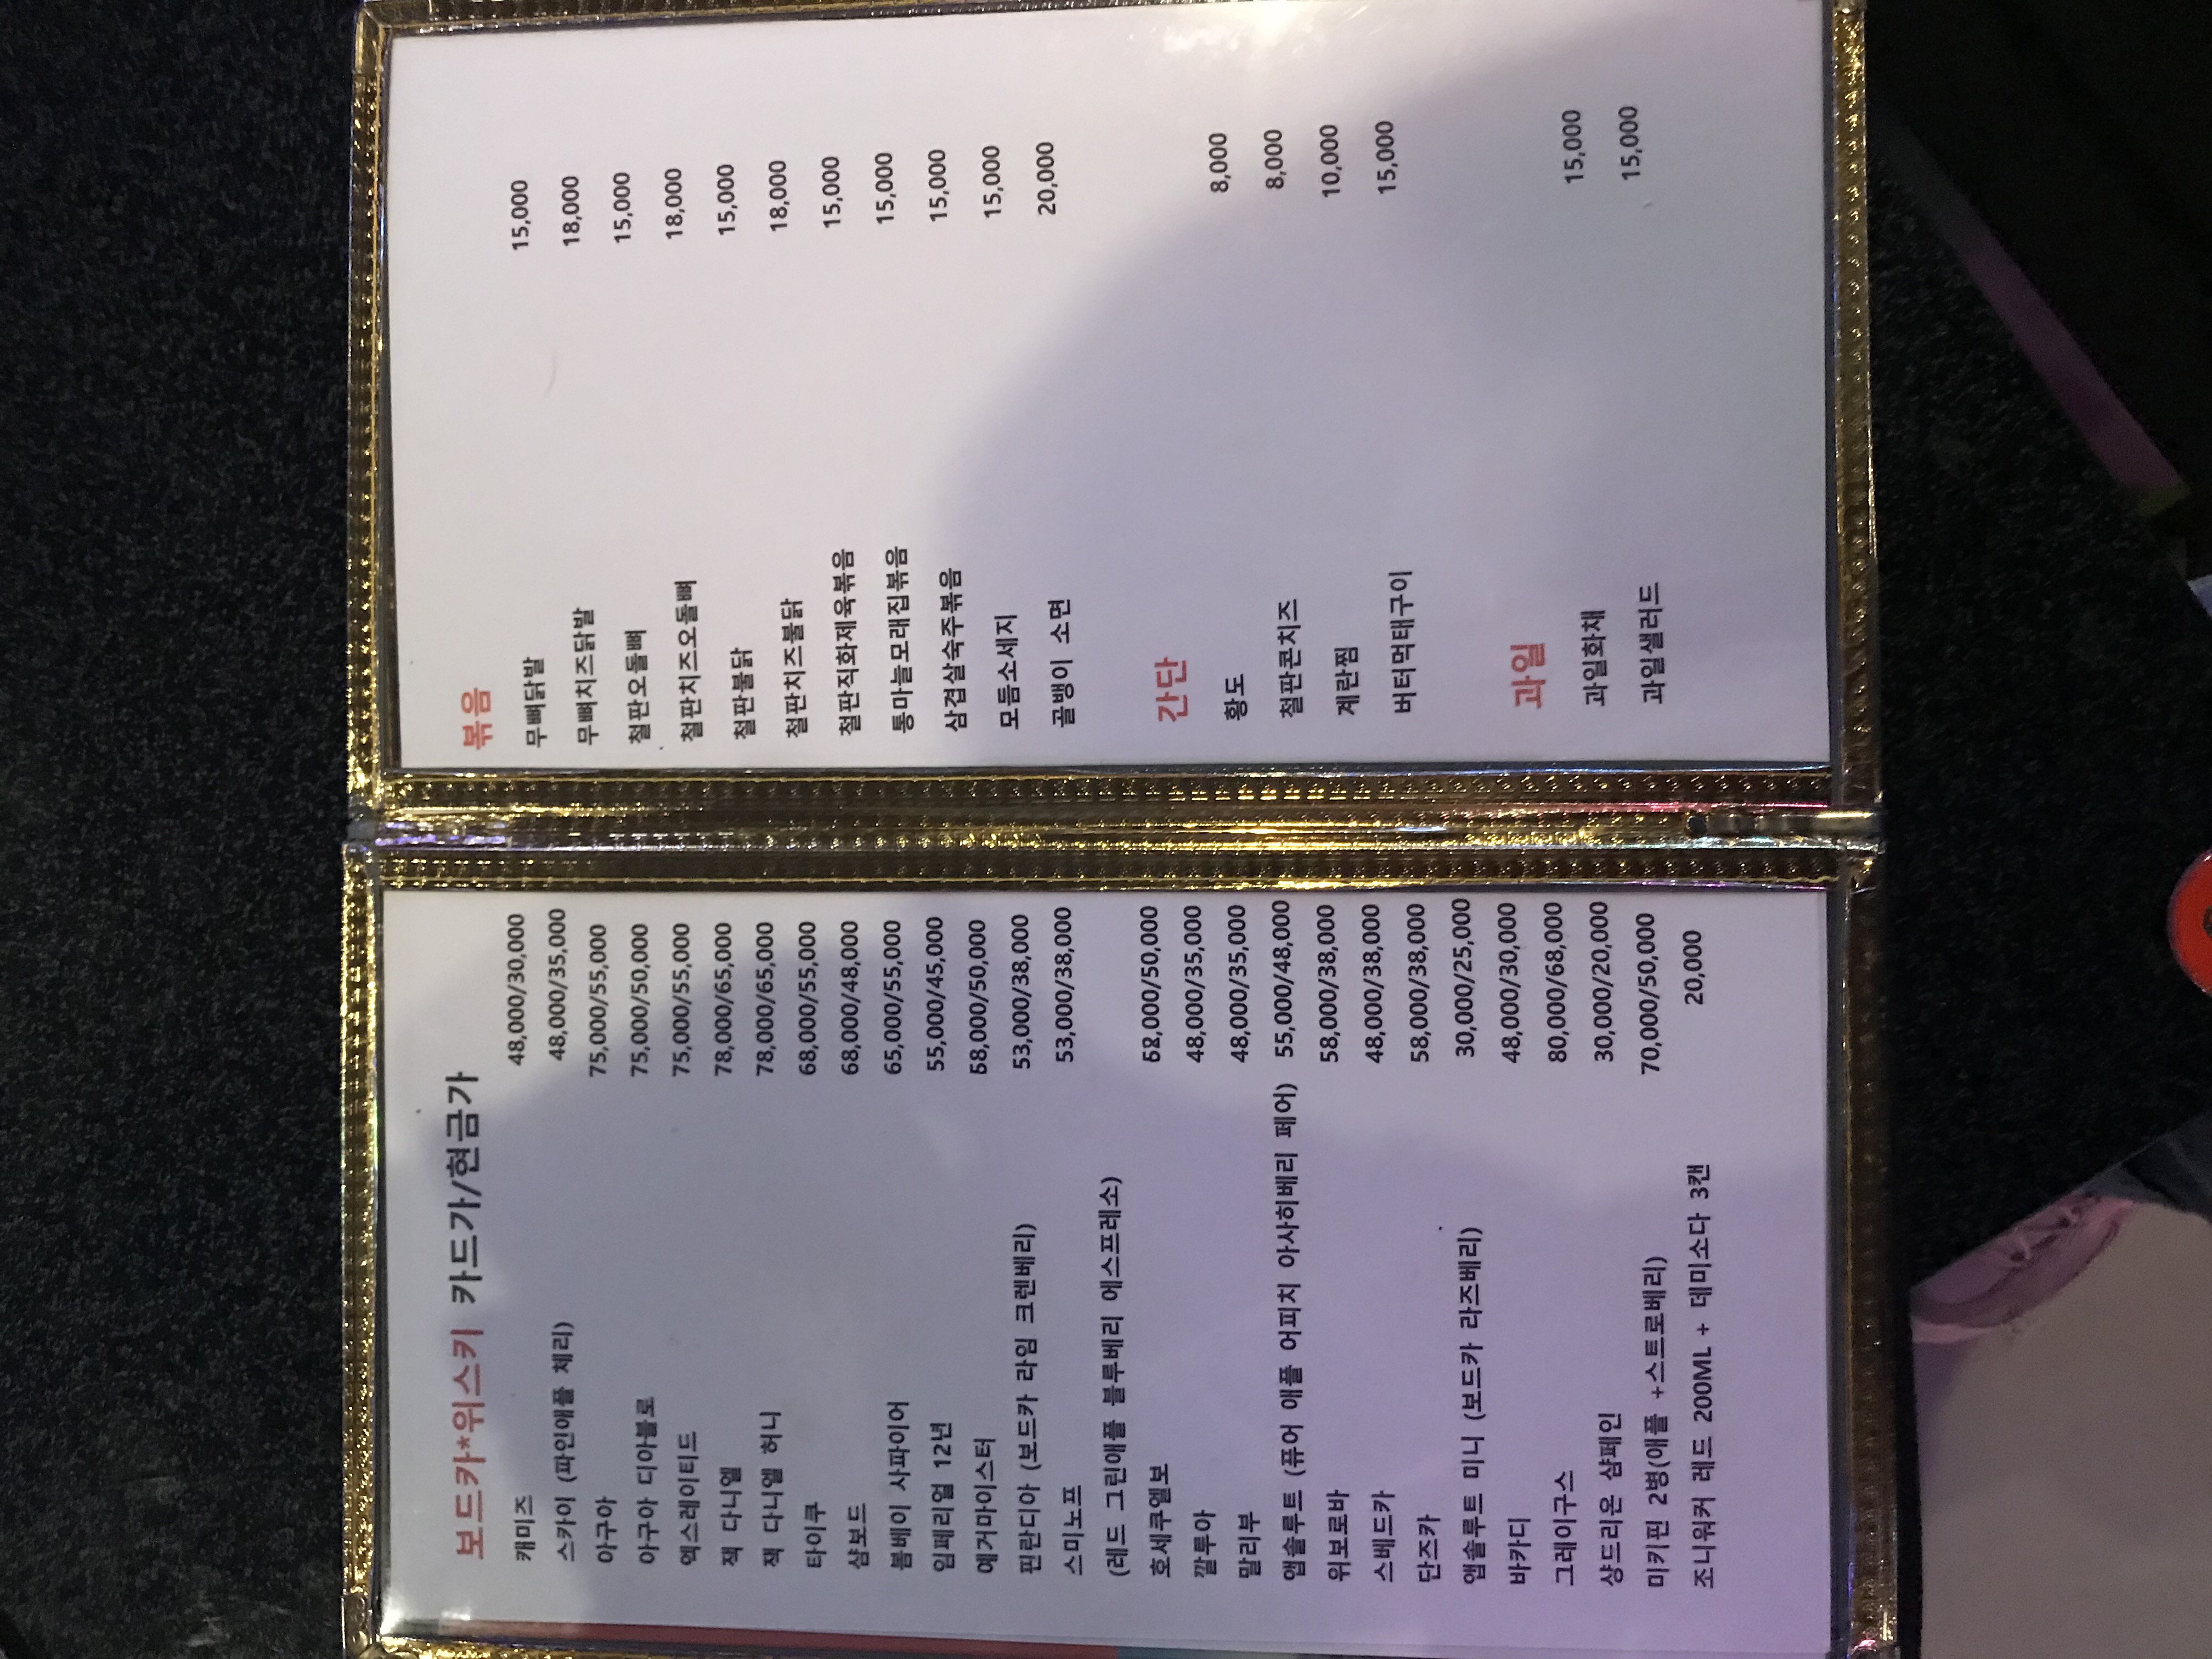 보드카*위스키 카드가/현금가
캐미즈 48,000/30,000
스카이 (파인애플 체리) 48,000/35,000
아구아 75,000/55,000
아구아 디아블로 75,000/50,000
엑스레이티드 75,000/55,000
잭 다니엘 78,000/65,000
잭 다니엘 허니 78,000/65,000
타이쿠 68,000/55,000
샴보드 68,000/48,000
봄베이 사파이어 65,000/55,000
임페리얼 12년 55,000/45,000
예거마이스터 68,000/50,000
핀란디아 (보드카 라임 크렌베리) 53,000/38,000
스미노프 53,000/38,000
(레드 그린애플 블루베리 에스프레소)
호세쿠엘보 68,000/50,000
깔루아 48,000/35,000
말리부 48,000/35,000
앱솔루트 (퓨어 애플 어피치 아사히베리 페어) 55,000/48,000
위보로바 58,000/38,000
스베드카 48,000/38,000
단즈카 58,000/38,000
앱솔루트 미니 (보드카 라즈베리) 30,000/25,000
바카디 48,000/30,000
그레이구스 80,000/68,000
샹드리온 샴페인 30,000/20,000
미키핀 2병(애플 +스트로베리) 70,000/50,000
조니워커 레드 200ML + 데미소다 3캔 20,000
볶음
무뼈닭발 15,000
무뼈치즈닭발 18,000
철판오돌뼈 15,000
철판치즈오돌뼈 18,000
철판불닭 15,000
철판치즈불닭 18,000
철판직화제육볶음 15,000
통마늘모래집볶음 15,000
삼겹살숙주볶음 15,000
모듬소세지 15,000
골뱅이 소면 20,000
간단
황도 8,000
철판콘치즈 8,000
계란찜 10,000
버터먹태구이 15,000
과일
과일화채 15,000
과일샐러드 15,000